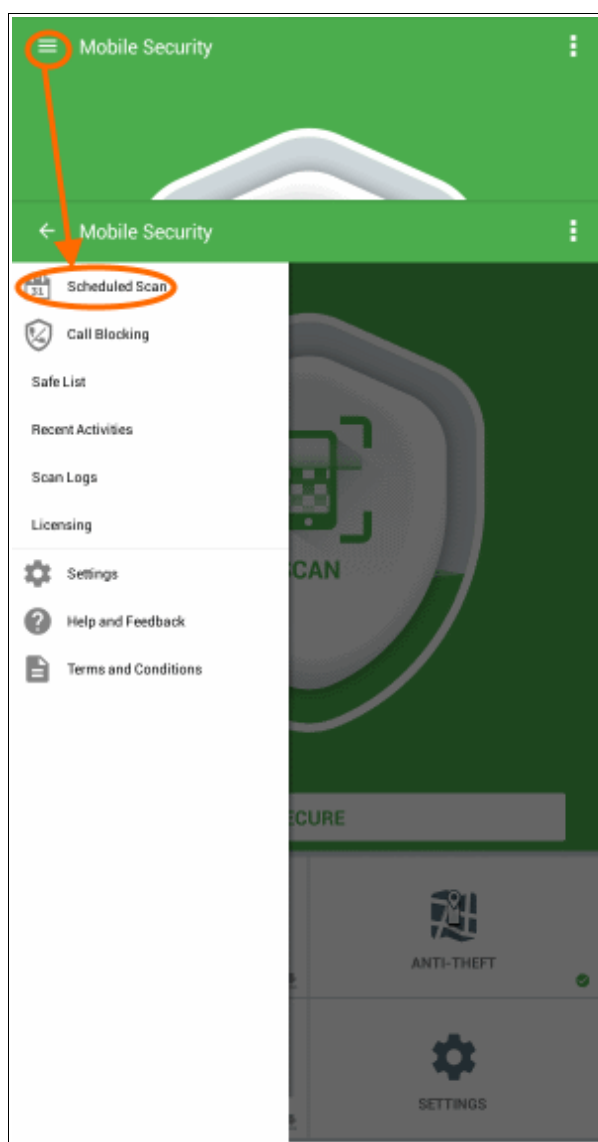 Mobile Security
Mobile Security
31
Scheduled Scan
Call Blocking
Safe List
Recent Activities
Scan Logs
Licensing
Settings
Help and Feedback
Terms and Conditions
CAN
ECURE
ANTI-THEFT
SETTINGS